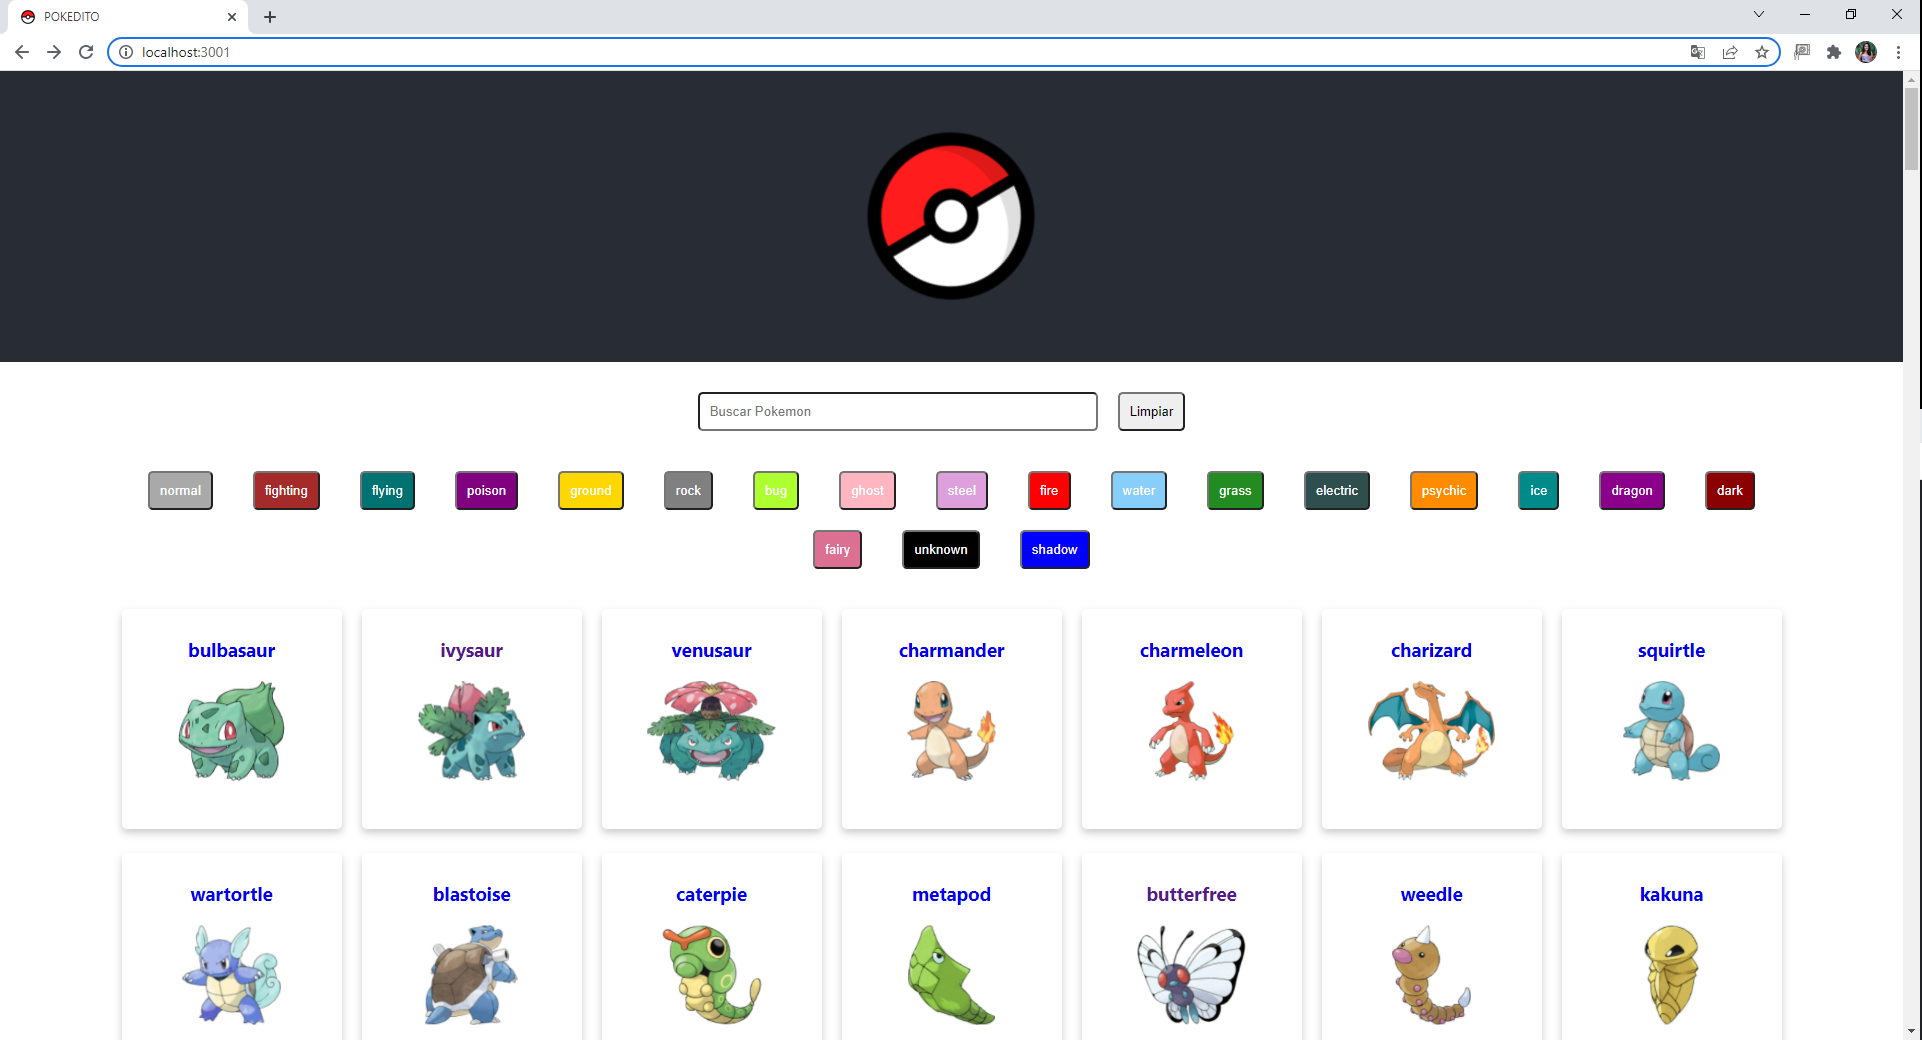 POKEDITO
localhost:3001
Buscar Pokemon Limpiar
normal fighting flying poison ground rock bug ghost steel fire water grass electric psychic ice dragon dark
fairy unknown shadow
bulbasaur ivysaur venusaur charmander charmeleon charizard squirtle
wartortle blastoise caterpie metapod butterfree weedle kakuna